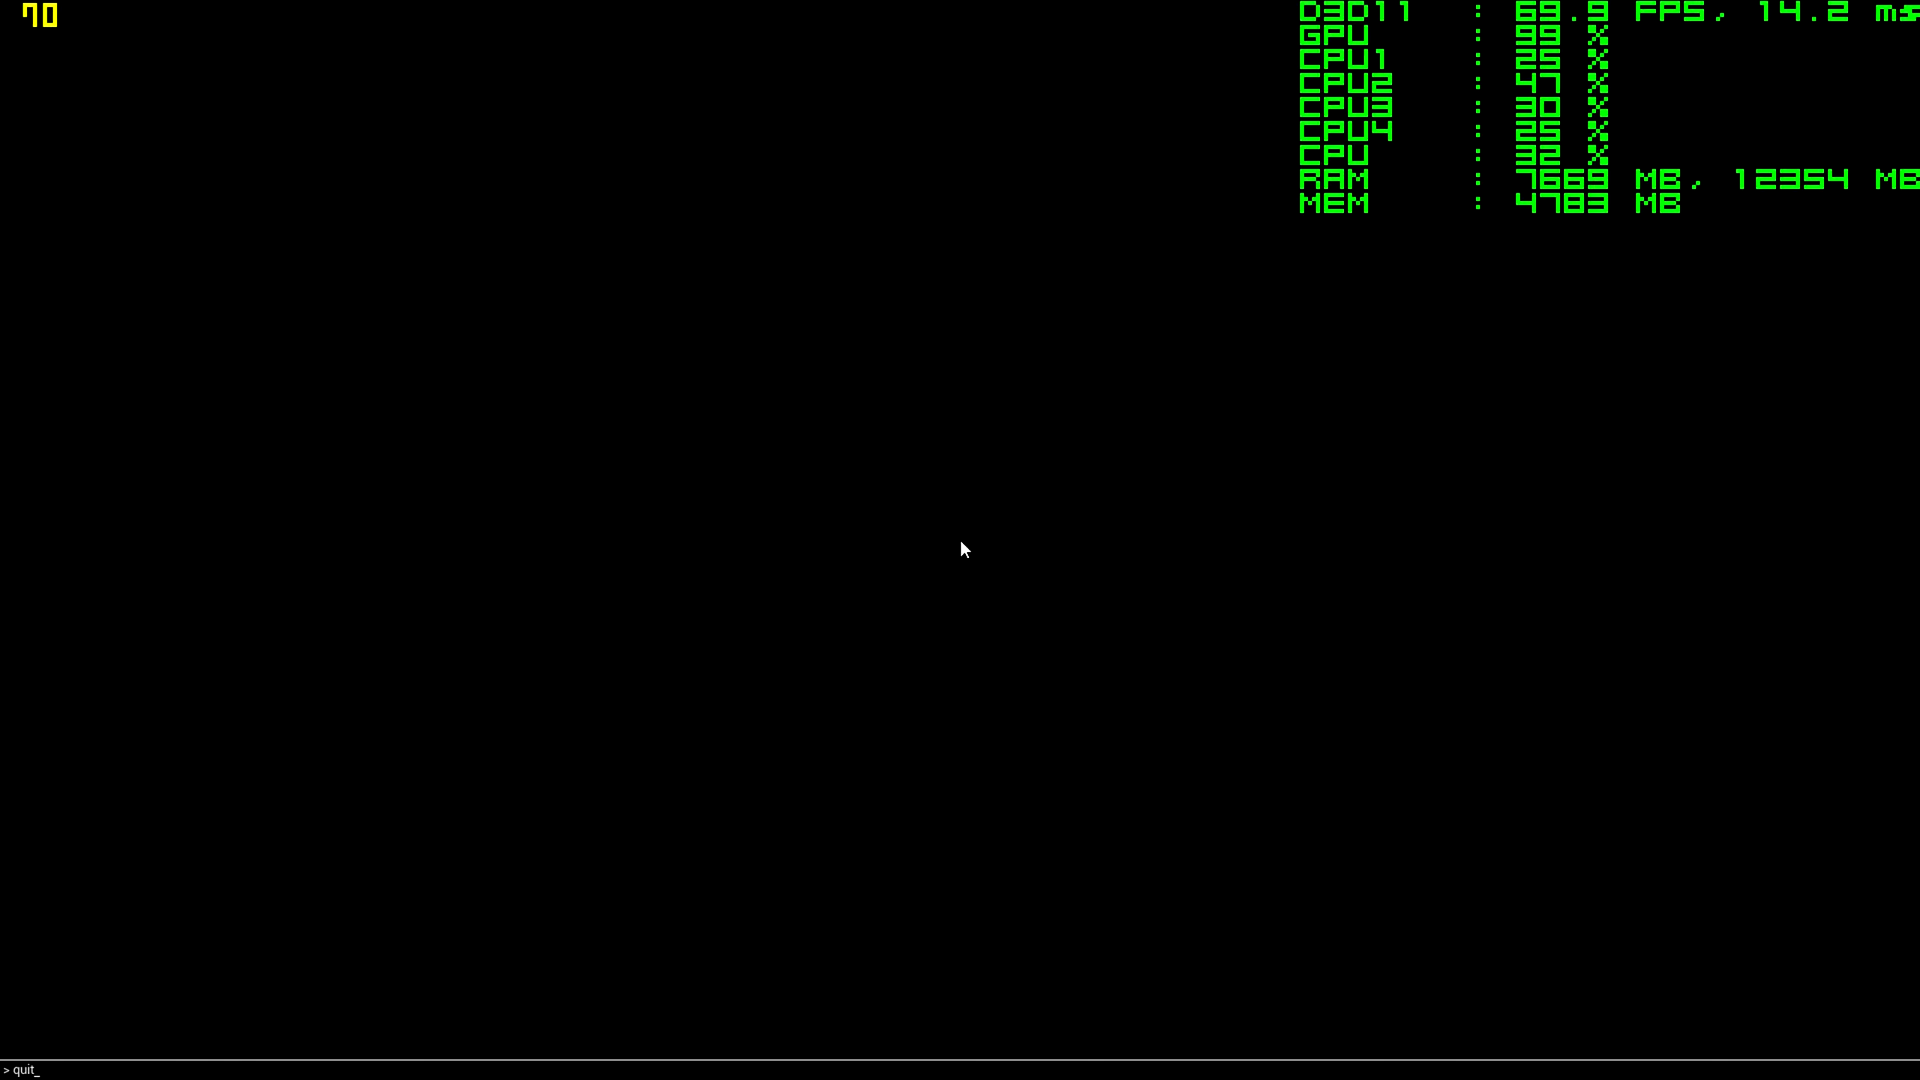 70
D3D11 : 69.9 FPS, 14.2 ms
GPU : 99 %
CPU1 : 25 %
CPU2 : 47 %
CPU3 : 30 %
CPU4 : 25 %
CPU : 32 %
RAM : 7669 MB, 12354 MB
MEM : 4783 MB
> quit_